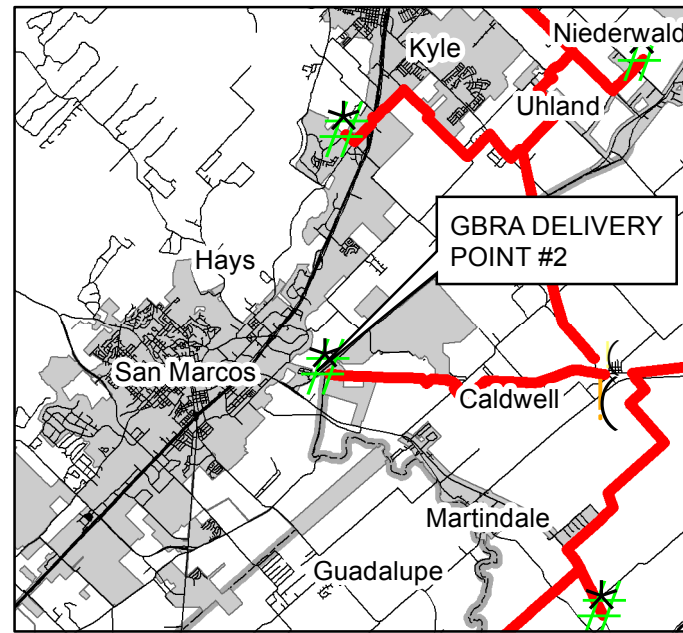 Niederwald
Kyle
Uhland
GBRA DELIVERY
POINT #2
Hays
San Marcos
Caldwell
Martindale
Guadalupe